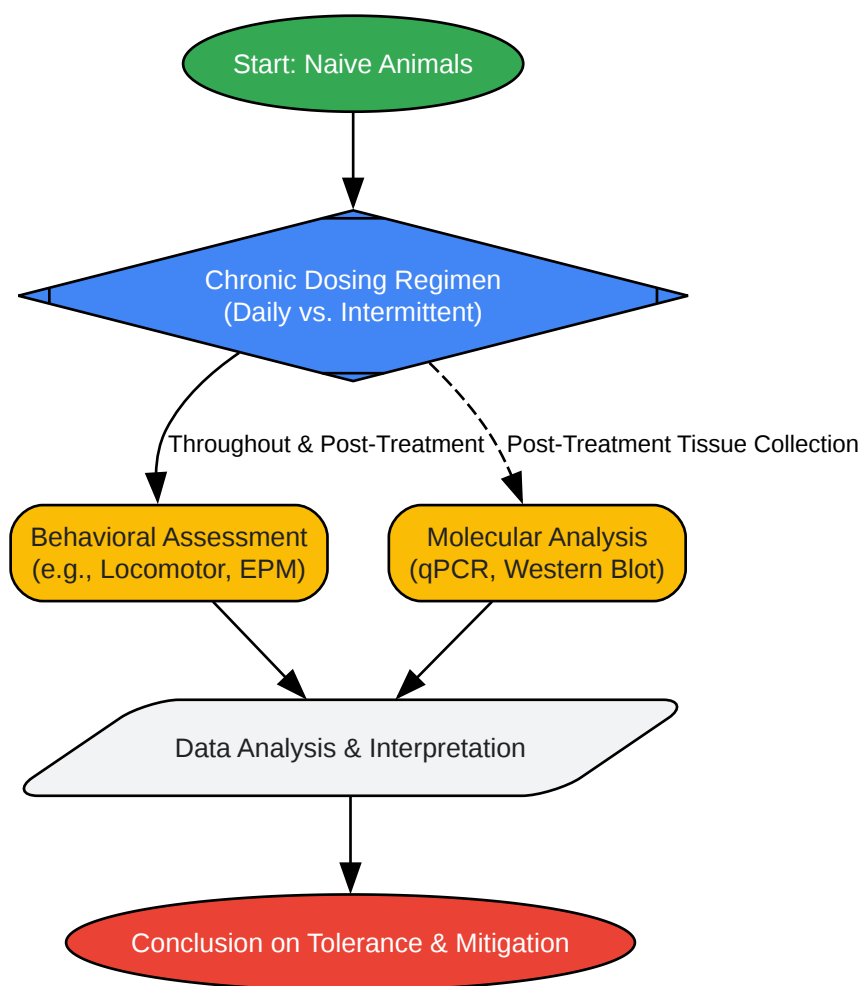 Start: Naive Animals
Chronic Dosing Regimen
(Daily vs. Intermittent)
Throughout & Post-Treatment
Post-Treatment Tissue Collection
Behavioral Assessment
(e.g., Locomotor, EPM)
Molecular Analysis
(qPCR, Western Blot)
Data Analysis & Interpretation
Conclusion on Tolerance & Mitigation